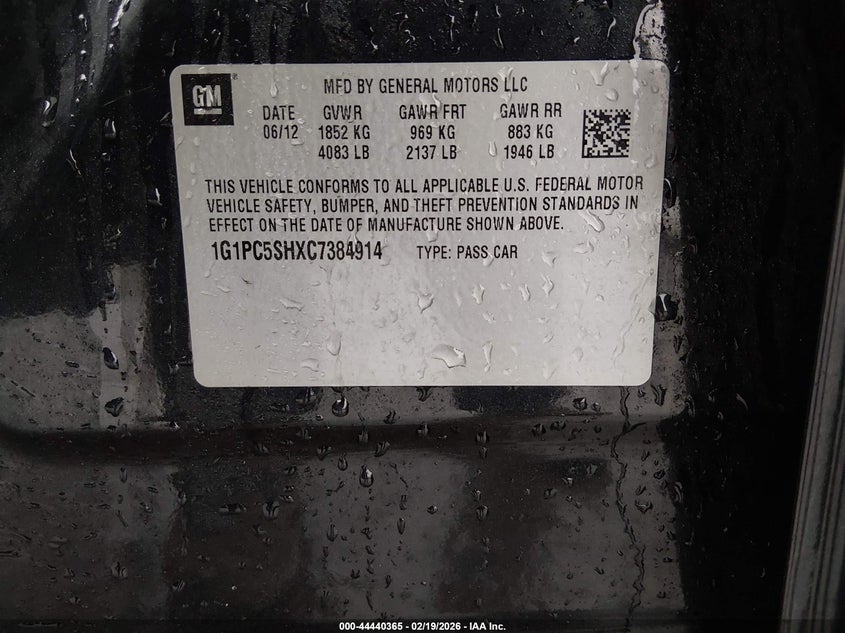 GM
MFD BY GENERAL MOTORS LLC
DATE GVWR GAWR FRT GAWR RR
06/12 1852 KG 969 KG 883 KG
4083 LB 2137 LB 1946 LB
THIS VEHICLE CONFORMS TO ALL APPLICABLE U.S. FEDERAL MOTOR
VEHICLE SAFETY, BUMPER, AND THEFT PREVENTION STANDARDS IN
EFFECT ON THE DATE OF MANUFACTURE SHOWN ABOVE.
1G1PC5SHXC7384914 TYPE: PASS CAR
000-44440365 - 02/19/2026 - IAA Inc.